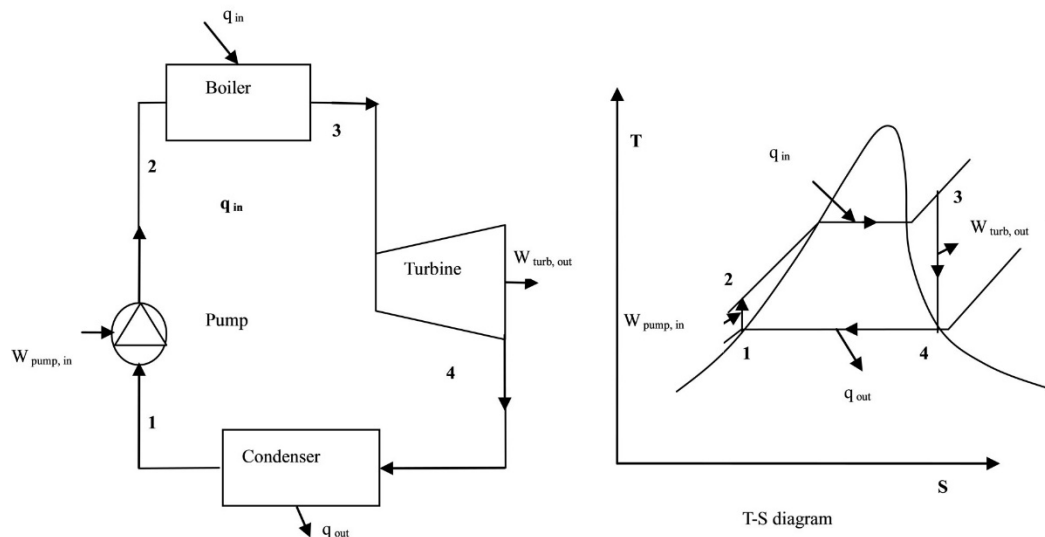 q in
Boiler
3
2
q in
Turbine
W turb, out
Pump
W pump, in
4
1
Condenser
q out
T
q in
3
W turb, out
2
W pump, in
1
4
q out
S
T-S diagram